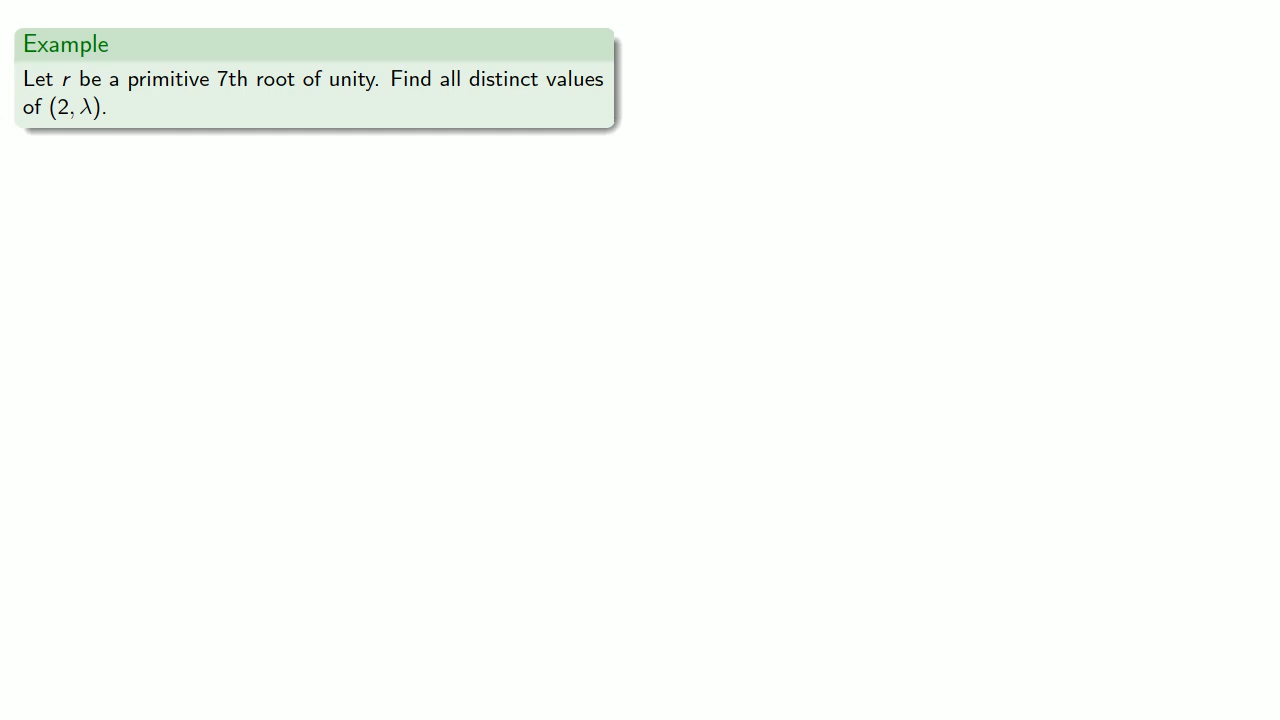 Example
Let r be a primitive 7th root of unity. Find all distinct values
of (2, λ).